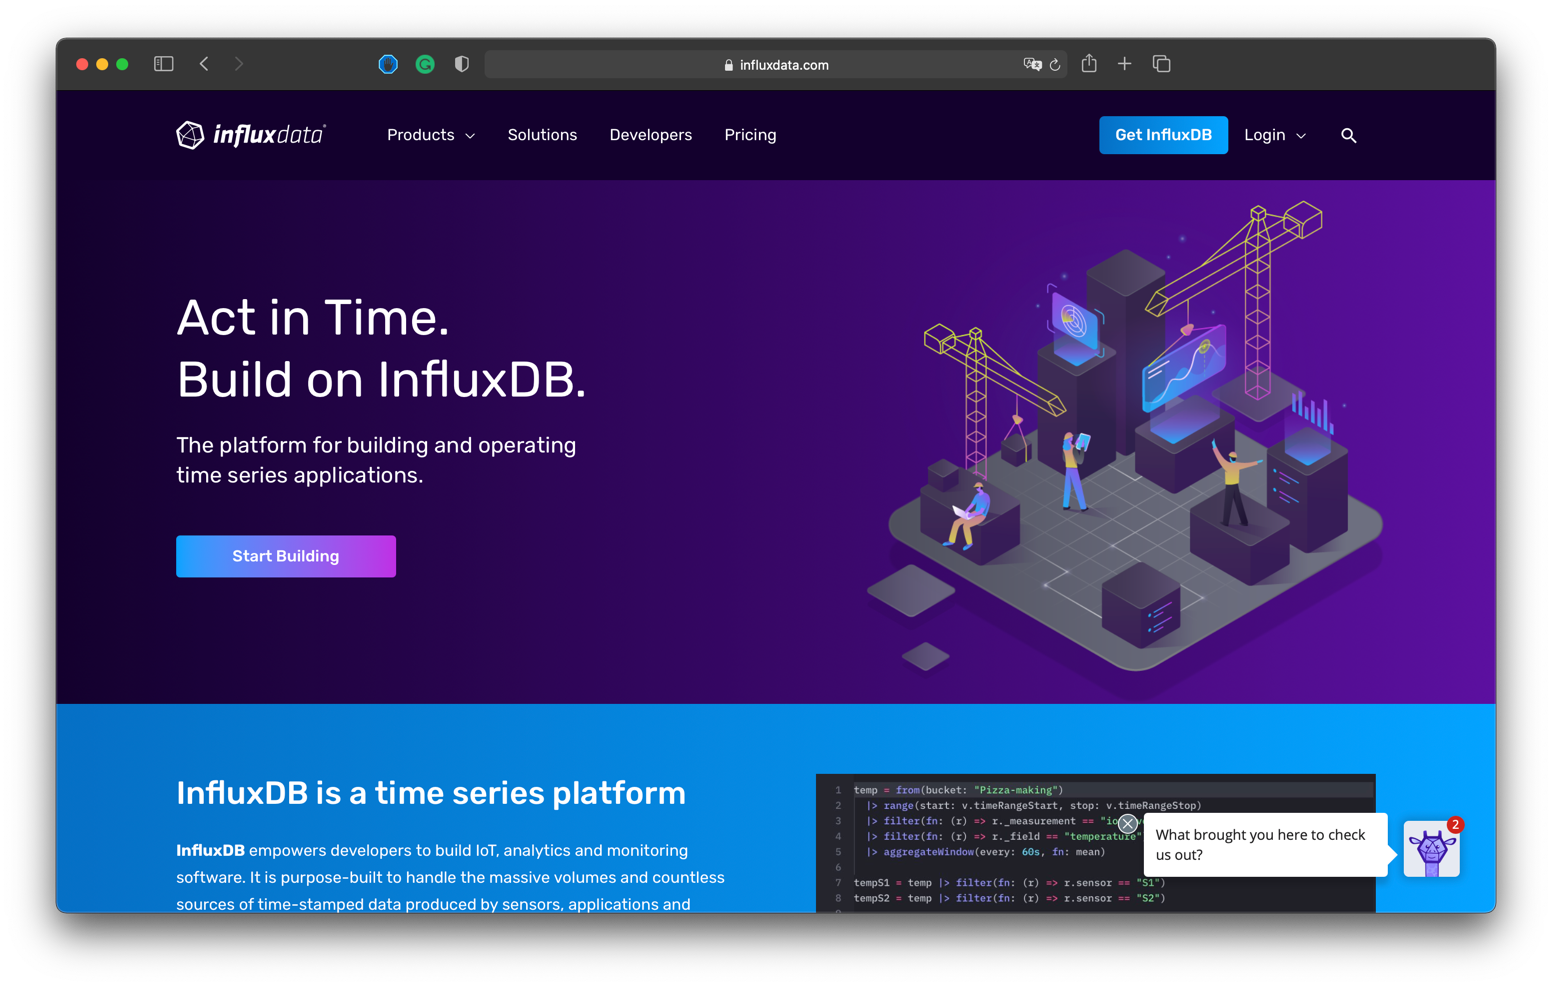 influxdata.com
influxdata
Products
Solutions
Developers
Pricing
Get InfluxDB
Login
Act in Time.
Build on InfluxDB.
The platform for building and operating
time series applications.
Start Building
InfluxDB is a time series platform
InfluxDB empowers developers to build IoT, analytics and monitoring
software. It is purpose-built to handle the massive volumes and countless
sources of time-stamped data produced by sensors, applications and
1 temp = from(bucket: "Pizza-making")
2 |> range(start: v.timeRangeStart, stop: v.timeRangeStop)
3 |> filter(fn: (r) => r._measurement ==
4 |> filter(fn: (r) => r._field == "temperature"
5 |> aggregateWindow(every: 60s, fn: mean)
6
7 tempS1 = temp |> filter(fn: (r) => r.sensor == "S1")
8 tempS2 = temp |> filter(fn: (r) => r.sensor == "S2")
What brought you here to check
us out?
2